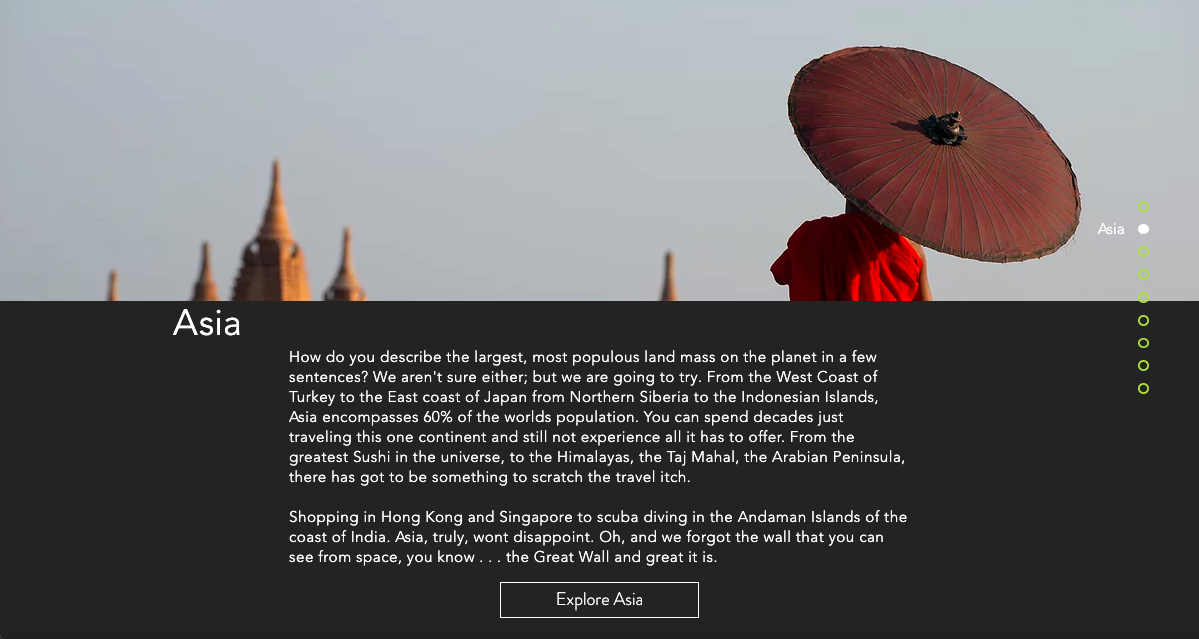 Asia
Asia
How do you describe the largest, most populous land mass on the planet in a few
sentences? We aren't sure either; but we are going to try. From the West Coast of
Turkey to the East coast of Japan from Northern Siberia to the Indonesian Islands,
Asia encompasses 60% of the worlds population. You can spend decades just
traveling this one continent and still not experience all it has to offer. From the
greatest Sushi in the universe, to the Himalayas, the Taj Mahal, the Arabian Peninsula,
there has got to be something to scratch the travel itch.
Shopping in Hong Kong and Singapore to scuba diving in the Andaman Islands of the
coast of India. Asia, truly, wont disappoint. Oh, and we forgot the wall that you can
see from space, you know . . . the Great Wall and great it is.
Explore Asia